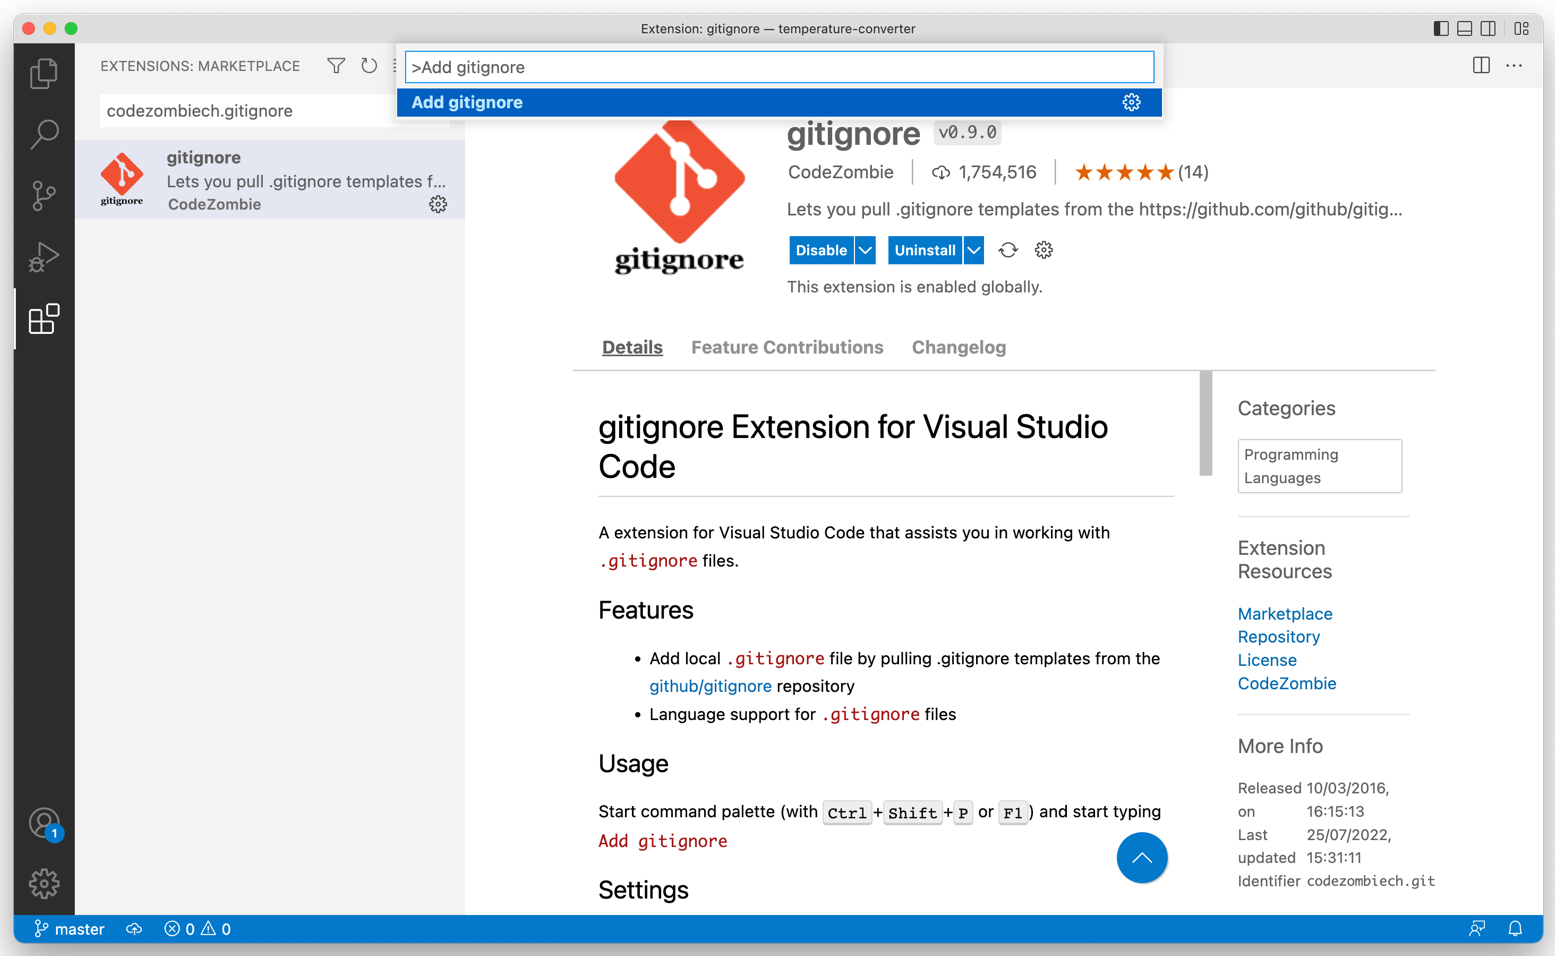 Extension: gitignore — temperature-converter
EXTENSIONS: MARKETPLACE
>Add gitignore
Add gitignore
codezombiech.gitignore
gitignore
Lets you pull .gitignore templates f...
CodeZombie
gitignore
gitignore
gitignore
v0.9.0
CodeZombie
1,754,516
(14)
Lets you pull .gitignore templates from the https://github.com/github/gitig...
Disable
Uninstall
This extension is enabled globally.
Details
Feature Contributions
Changelog
gitignore Extension for Visual Studio
Code
A extension for Visual Studio Code that assists you in working with
.gitignore files.
Features
• Add local .gitignore file by pulling .gitignore templates from the
github/gitignore repository
• Language support for .gitignore files
Usage
Start command palette (with Ctrl+Shift+P or F1) and start typing
Add gitignore
Settings
Categories
Programming
Languages
Extension
Resources
Marketplace
Repository
License
CodeZombie
More Info
Released 10/03/2016,
on 16:15:13
Last 25/07/2022,
updated 15:31:11
Identifier codezombiech.git
1
master
0
0